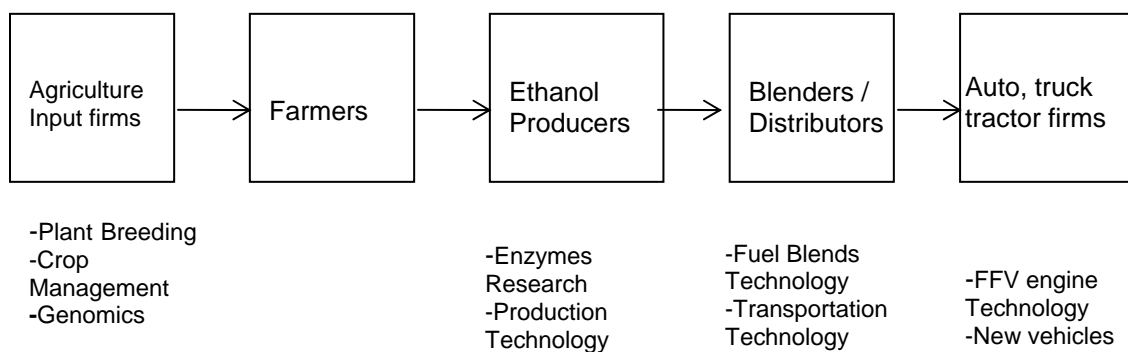 Agriculture
Input firms
Farmers
Ethanol
Producers
Blenders /
Distributors
Auto, truck
tractor firms
-Plant Breeding
-Crop
Management
-Genomics
-Enzymes
Research
-Production
Technology
-Fuel Blends
Technology
-Transportation
Technology
-FFV engine
Technology
-New vehicles